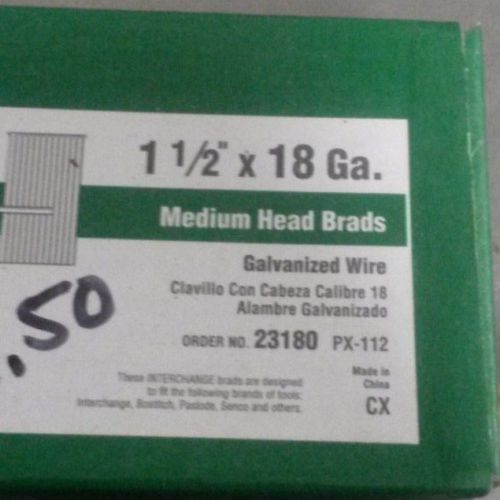 1 1/2" x 18 Ga.
Medium Head Brads
Galvanized Wire
Clavillo Con Cabeza Calibre 18
Alambre Galvanizado
ORDER NO. 23180 PX-112
.50
Made in
China
CX
These INTERCHANGE brads are designed
to fit the following brands of tools:
Interchange, Bostitch, Paslode, Senco and others.